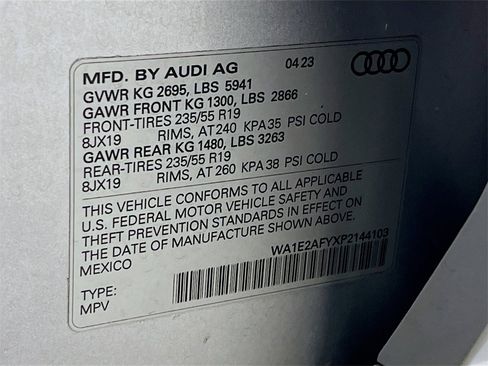 MFD. BY AUDI AG 04 23
GVWR KG 2695, LBS 5941
GAWR FRONT KG 1300, LBS 2866
FRONT-TIRES 235/55 R19
8JX19 RIMS, AT 240 KPA 35 PSI COLD
GAWR REAR KG 1480, LBS 3263
REAR-TIRES 235/55 R19
8JX19 RIMS, AT 260 KPA 38 PSI COLD
THIS VEHICLE CONFORMS TO ALL APPLICABLE
U.S. FEDERAL MOTOR VEHICLE SAFETY AND
THEFT PREVENTION STANDARDS IN EFFECT ON
THE DATE OF MANUFACTURE SHOWN ABOVE.
MEXICO
WA1E2AFYXP2144103
TYPE:
MPV